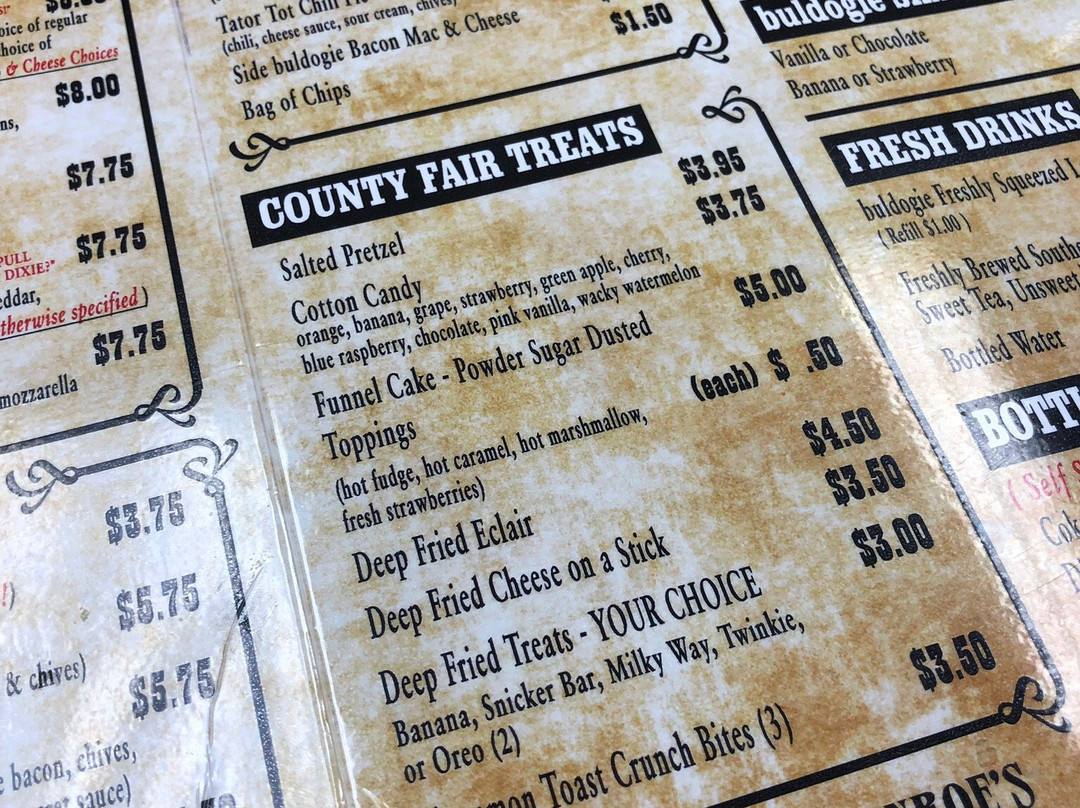 oice of regular
hoice of
& Cheese Choices
$8.00
ns,
$7.75
PULL
DIXIE?"
$7.75
eddar,
therwise specified)
$7.75
mozzarella
$3.75
!)
$5.75
& chives)
$5.75
e bacon, chives,
sauce)
Tator Tot Chili
(chili, cheese sauce, sour cream, chives)
Side buldogie Bacon Mac & Cheese
Bag of Chips
$1.50
COUNTY FAIR TREATS
Salted Pretzel $3.95
Cotton Candy $3.75
orange, banana, grape, strawberry, green apple, cherry,
blue raspberry, chocolate, pink vanilla, wacky watermelon
Funnel Cake - Powder Sugar Dusted $5.00
Toppings (each) $ .50
(hot fudge, hot caramel, hot marshmallow,
fresh strawberries)
Deep Fried Eclair $4.50
Deep Fried Cheese on a Stick $3.50
Deep Fried Treats - YOUR CHOICE $3.00
Banana, Snicker Bar, Milky Way, Twinkie,
or Oreo (2)
mon Toast Crunch Bites (3) $3.50
buldogie
Vanilla or Chocolate
Banana or Strawberry
FRESH DRINKS
buldogie Freshly Squeezed L
( Refill $1.00 )
Freshly Brewed Southe
Sweet Tea, Unsweet
Bottled Water
BOTT
( Self S
Cok